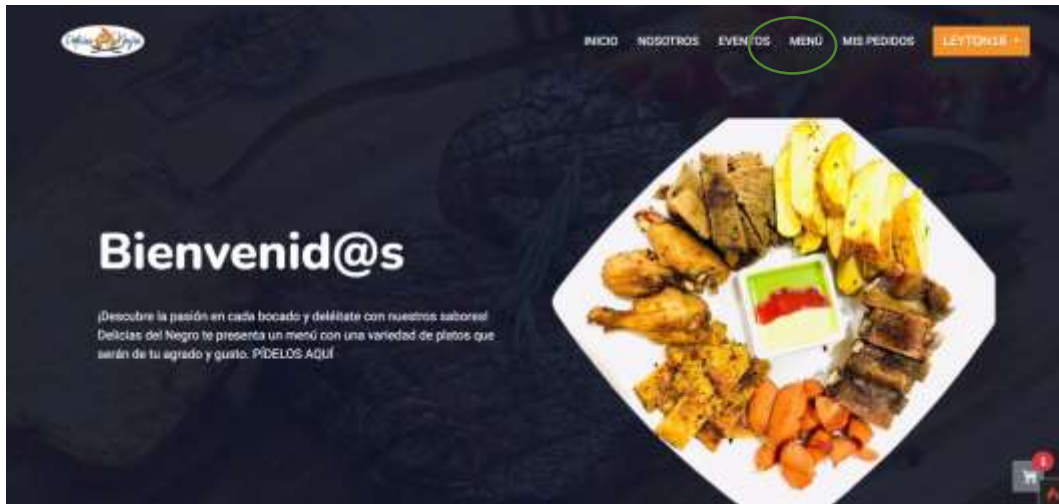 INICIO NOSOTROS EVENTOS MENÚ MIS PEDIDOS LEYTON18
Bienvenid@s
¡Descubre la pasión en cada bocado y deléitate con nuestros sabores!
Delicias del Negro te presenta un menú con una variedad de platos que
serán de tu agrado y gusto. PÍDELOS AQUÍ